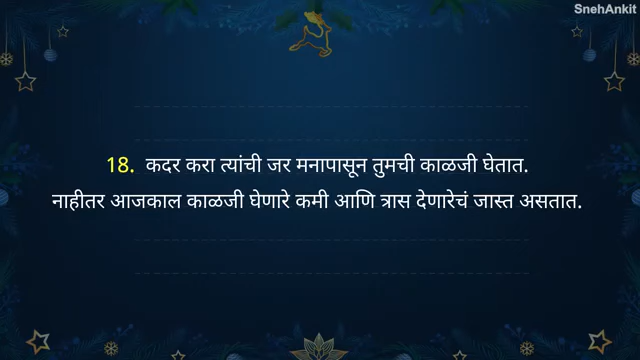 SnehAnkit
18. कदर करा त्यांची जर मनापासून तुमची काळजी घेतात.
नाहीतर आजकाल काळजी घेणारे कमी आणि त्रास देणारेचं जास्त असतात.